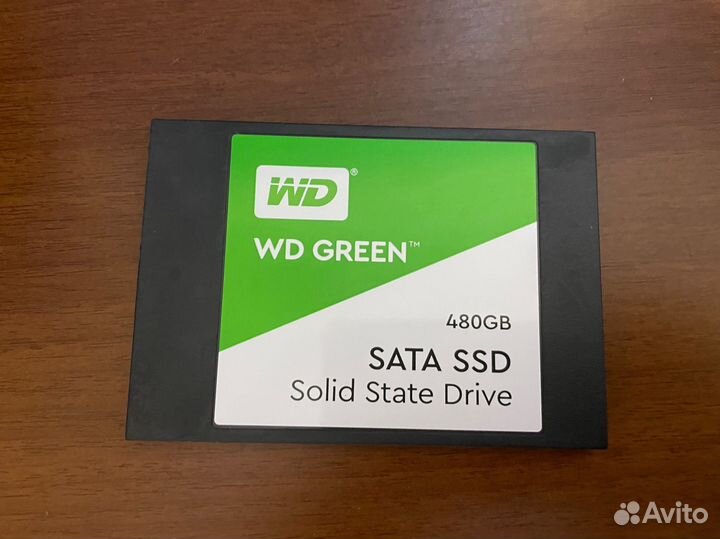 WD®
WD GREEN™
480GB
SATA SSD
Solid State Drive
Avito